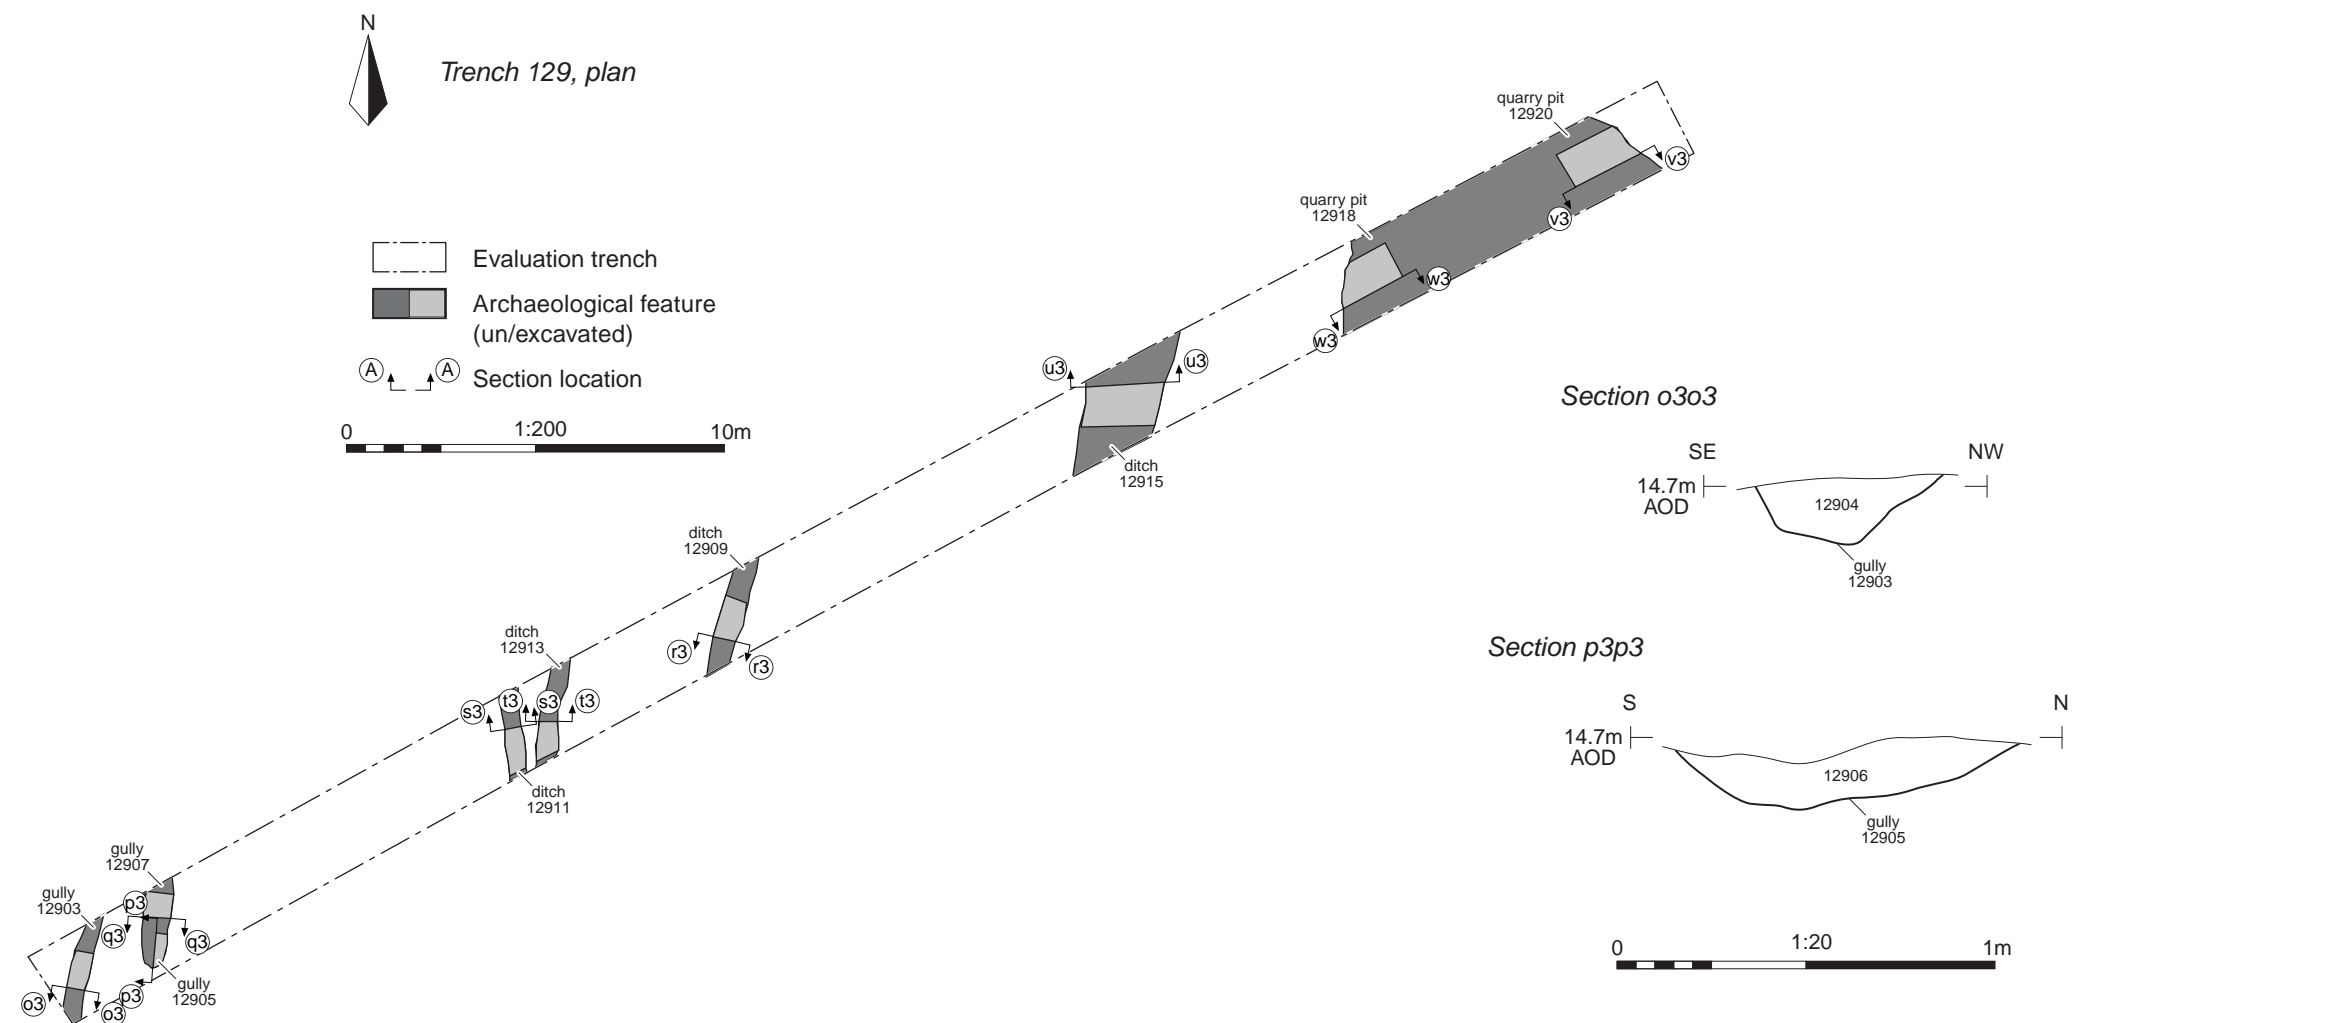 N
Trench 129, plan
Evaluation trench
Archaeological feature
(un/excavated)
A A Section location
0 1:200 10m
quarry pit
12920
v3
v3
quarry pit
12918
w3
w3
u3
u3
ditch
12915
ditch
12909
r3
r3
ditch
12913
s3
t3
s3
t3
ditch
12911
gully
12907
gully
12903
p3
q3
q3
gully
12905
p3
o3
o3
Section o3o3
SE NW
14.7m
AOD
12904
gully
12903
Section p3p3
S N
14.7m
AOD
12906
gully
12905
0 1:20 1m